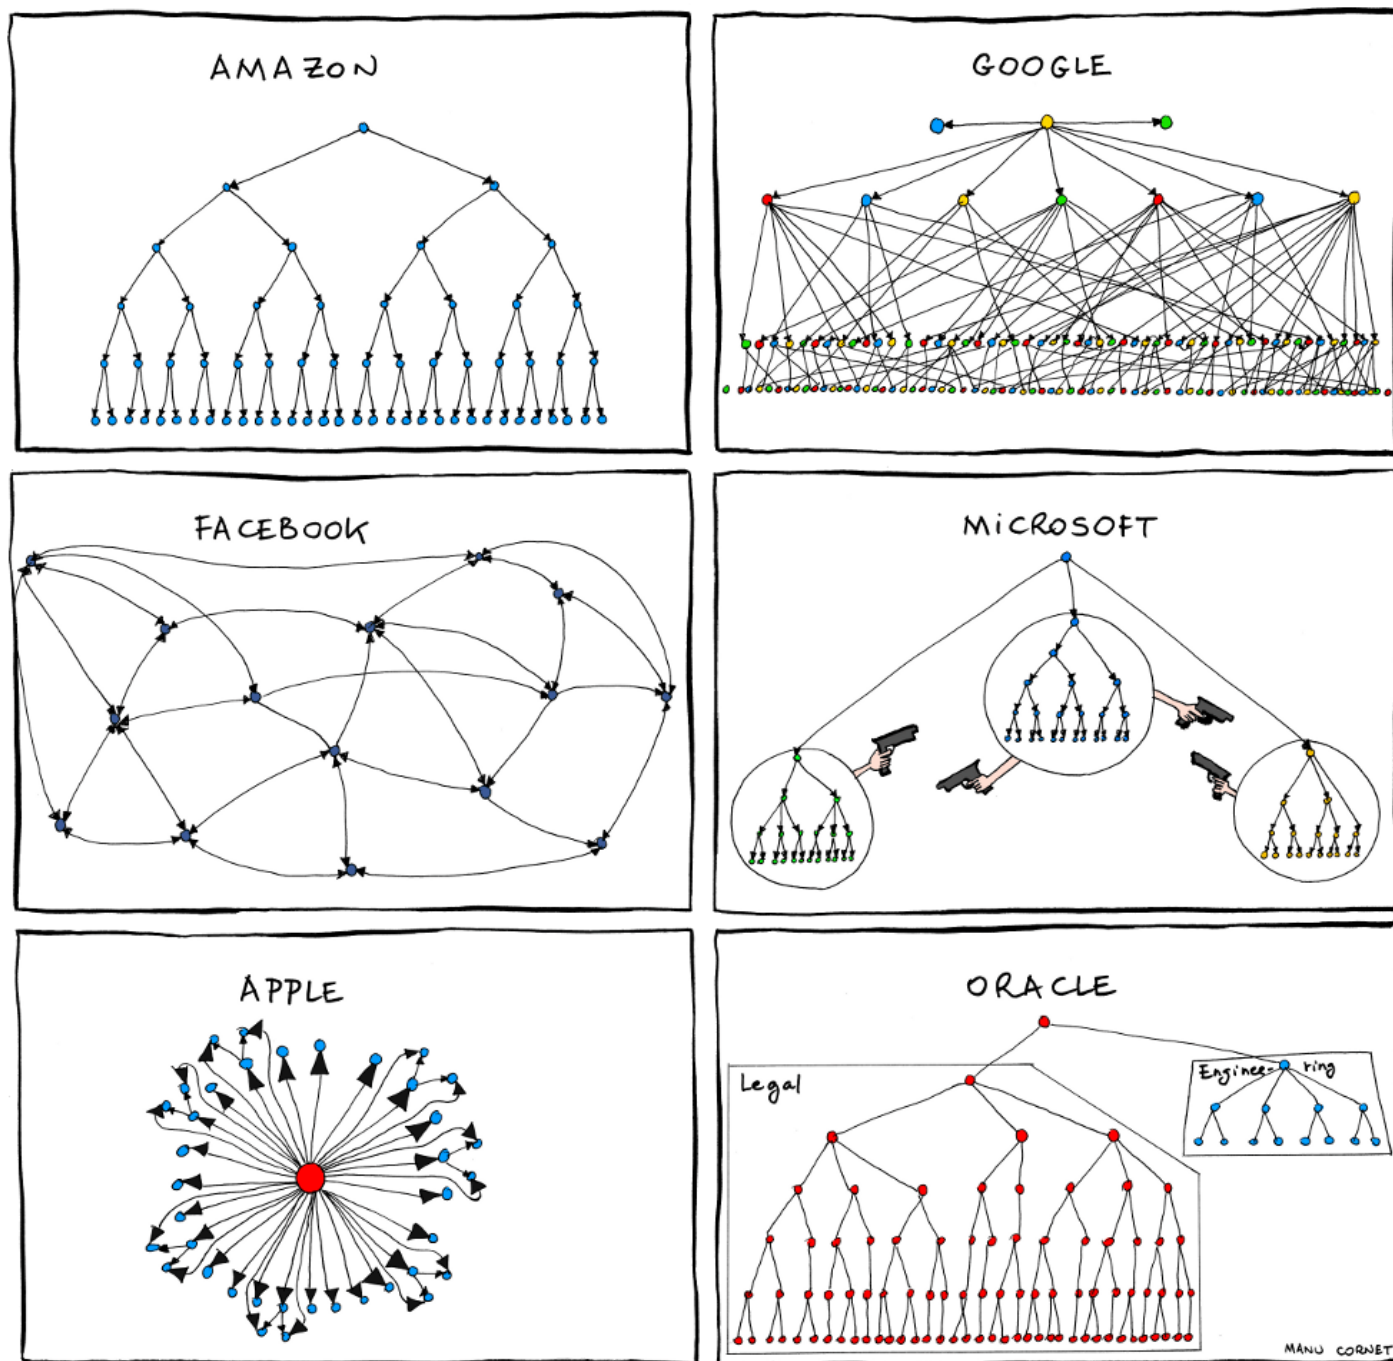 AMAZON
GOOGLE
FACEBOOK
MiCROSOFT
APPLE
ORACLE
Legal
Enginee- ring
MANU CORNET